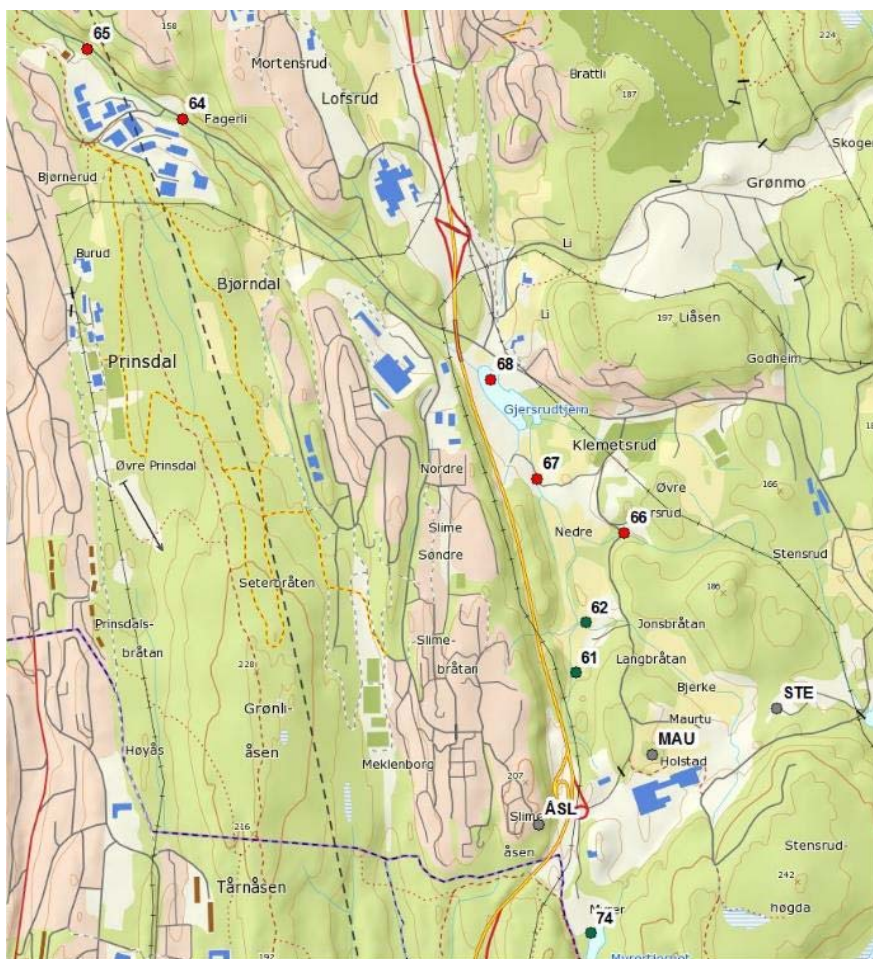 158
224
65
Mortensrud
Brattli
64
Lofsrud
187
Fagerli
Skoger
Bjørnerud
Grønmo
Li
Burud
Bjørndal
Li
197
Liåsen
Prinsdal
Godheim
68
Gjersrudtjern
Klemetsrud
Øvre Prinsdal
Nordre
67
Øvre
166
66
rsrud
Slime
Nedre
Søndre
Stensrud
Seterbråten
186
62
Prinsdals-
bråtan
Slime-
bråtan
Jonsbråtan
228
61
Langbråtan
Bjerke
STE
Grønli-
åsen
Maurtu
MAU
Høyås
Meklenborg
Holstad
207
ÅSL
Slime
åsen
216
Stensrud-
høgda
242
Tårnåsen
74
192